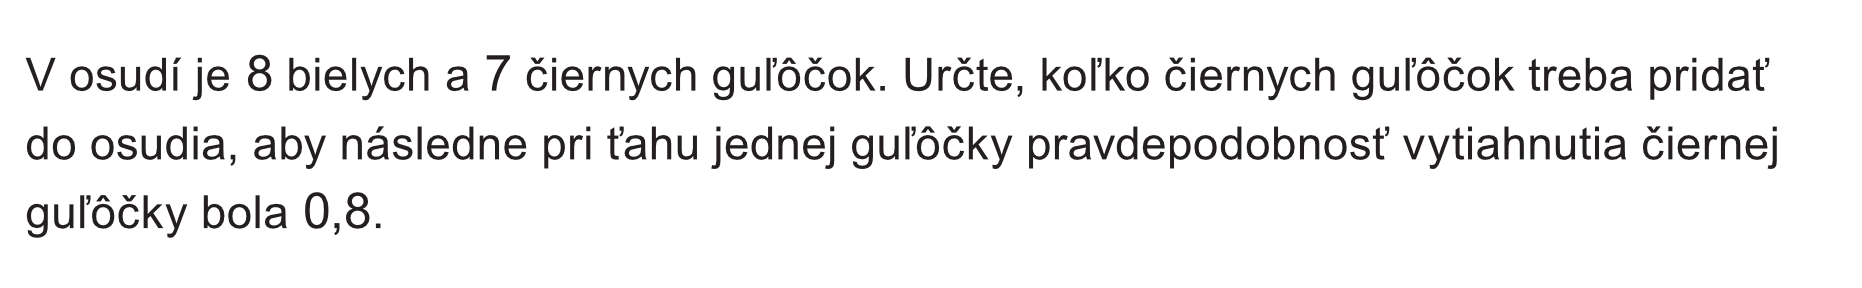 V osudí je 8 bielych a 7 čiernych guľôčok. Určte, koľko čiernych guľôčok treba pridať
do osudia, aby následne pri ťahu jednej guľôčky pravdepodobnosť vytiahnutia čiernej
guľôčky bola 0,8.